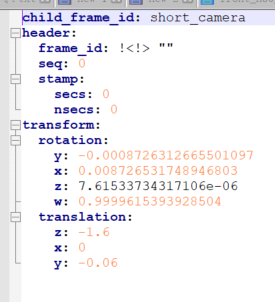 child_frame_id: short_camera
header:
frame_id: !<!> ""
seq: 0
stamp:
secs: 0
nsecs: 0
transform:
rotation:
y: -0.0008726312665501097
x: 0.008726531748946803
z: 7.61533734317106e-06
w: 0.9999615393928504
translation:
z: -1.6
x: 0
y: -0.06